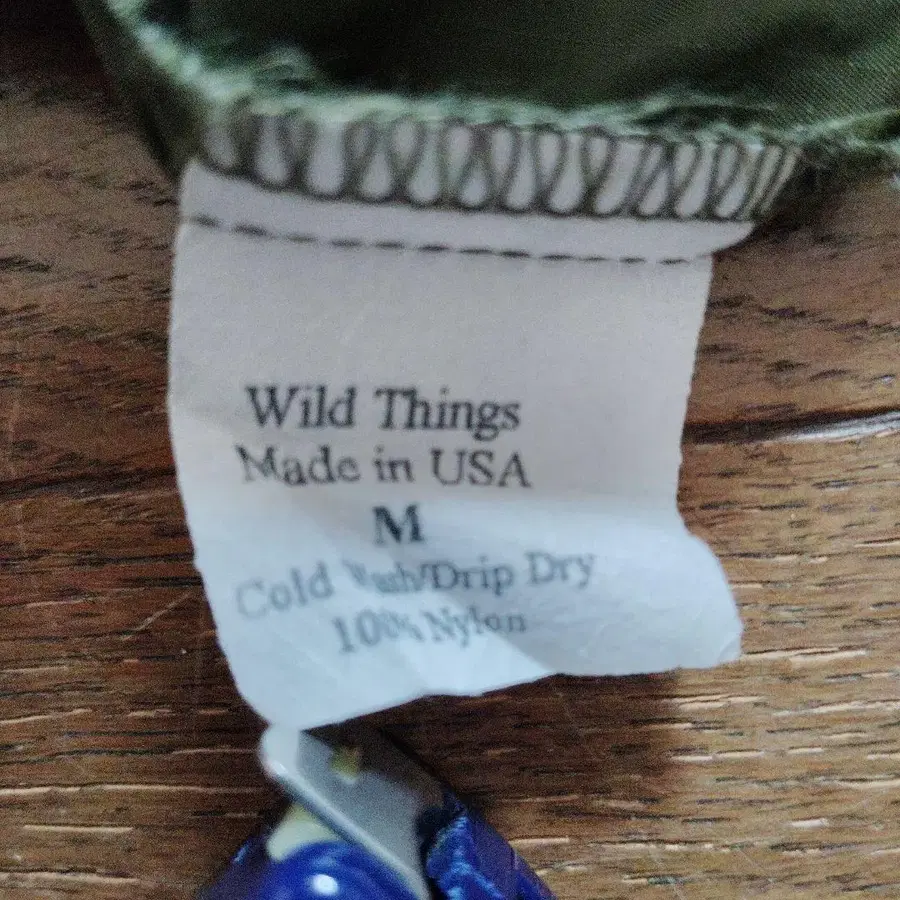 Wild Things
Made in USA
M
Cold Wash/Drip Dry
100% Nylon